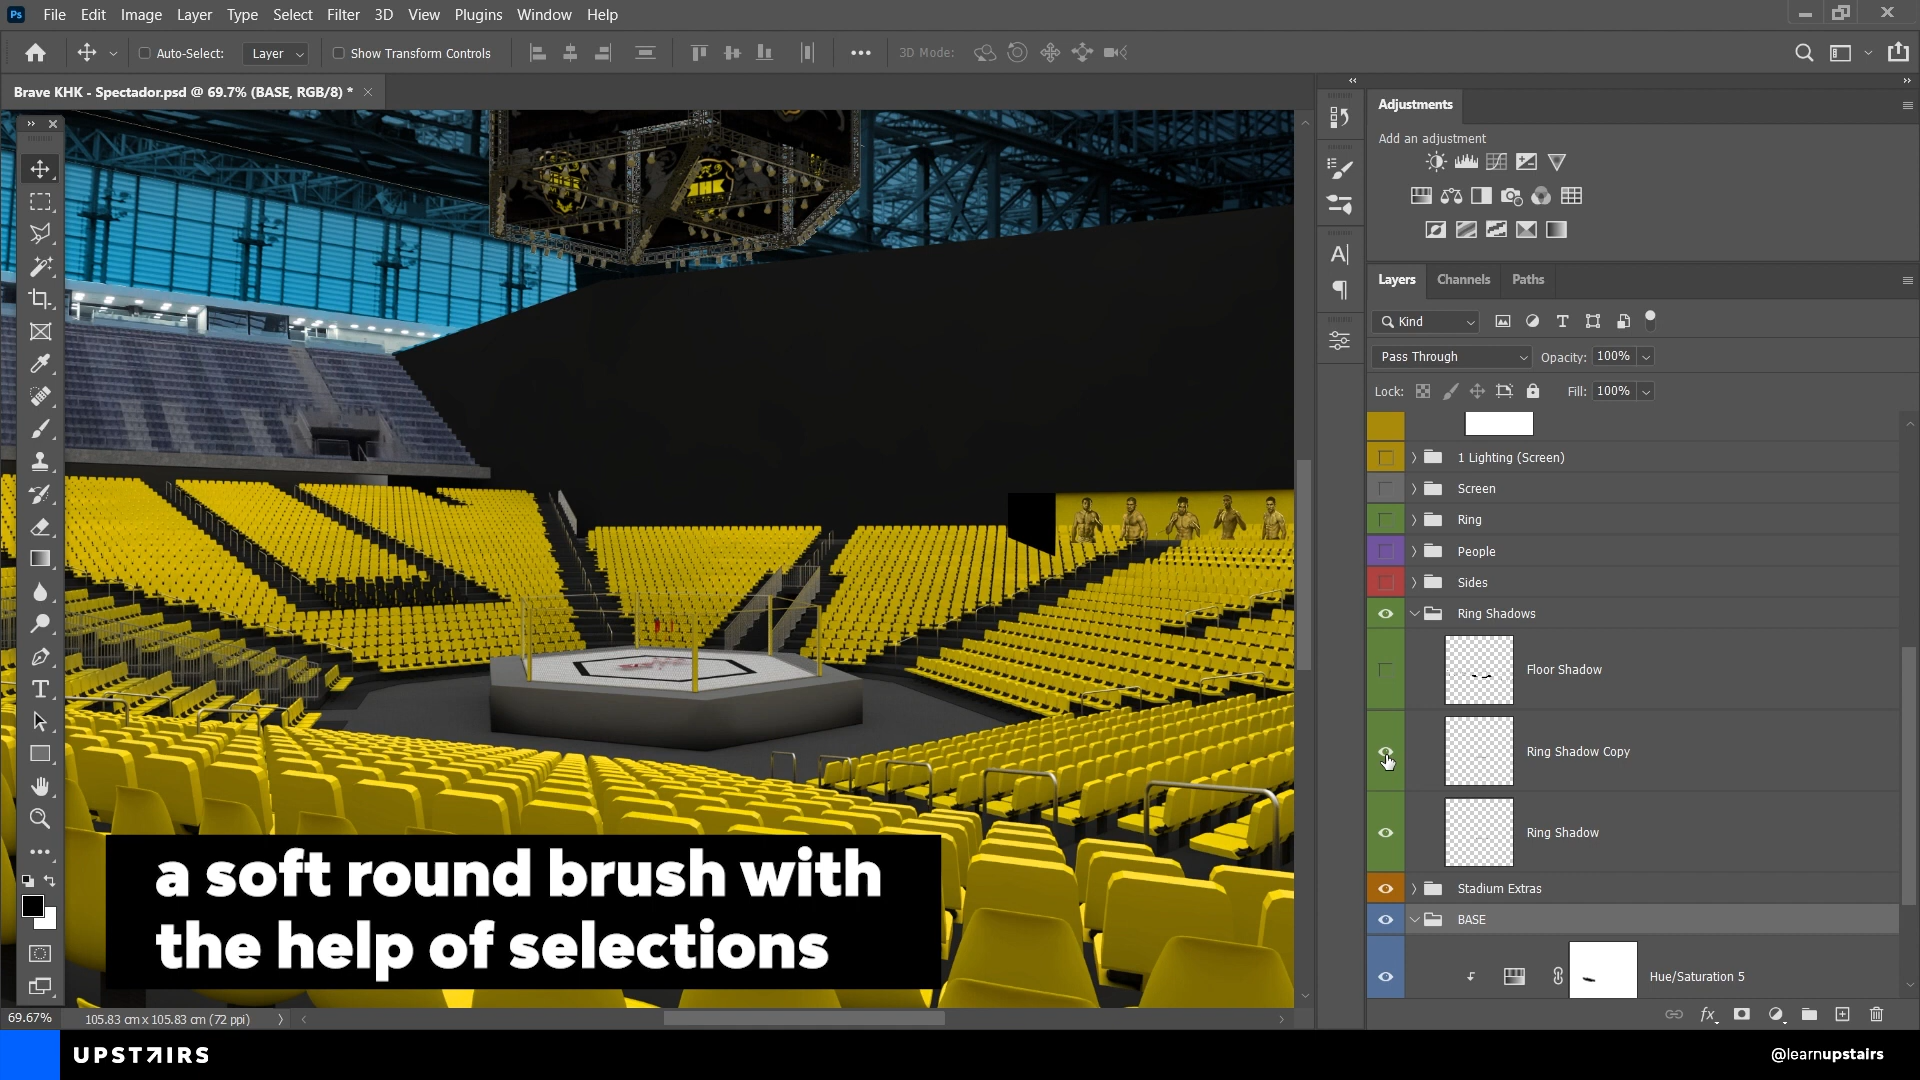 Ps File Edit Image Layer Type Select Filter 3D View Plugins Window Help
Auto-Select: Layer Show Transform Controls 3D Mode:
Brave KHK - Spectador.psd @ 69.7% (BASE, RGB/8) *
Adjustments
Add an adjustment
Layers Channels Paths
Kind
Pass Through Opacity: 100%
Lock: Fill: 100%
1 Lighting (Screen)
Screen
Ring
People
Sides
Ring Shadows
Floor Shadow
Ring Shadow Copy
Ring Shadow
Stadium Extras
BASE
Hue/Saturation 5
fx
a soft round brush with
the help of selections
69.67% 105.83 cm x 105.83 cm (72 ppi)
UPSTAIRS
@learnupstairs